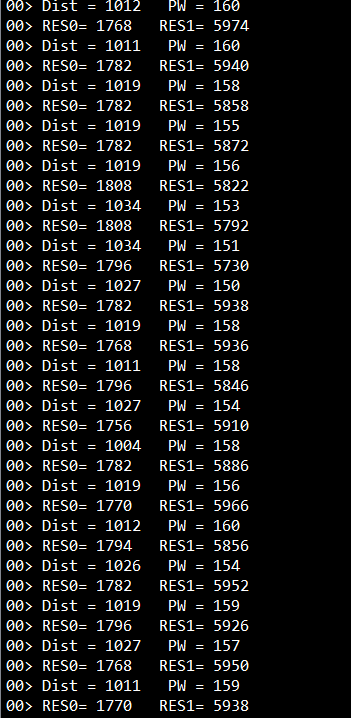 00> Dist = 1012   PW = 160
00> RES0= 1768   RES1= 5974
00> Dist = 1011   PW = 160
00> RES0= 1782   RES1= 5940
00> Dist = 1019   PW = 158
00> RES0= 1782   RES1= 5858
00> Dist = 1019   PW = 155
00> RES0= 1782   RES1= 5872
00> Dist = 1019   PW = 156
00> RES0= 1808   RES1= 5822
00> Dist = 1034   PW = 153
00> RES0= 1808   RES1= 5792
00> Dist = 1034   PW = 151
00> RES0= 1796   RES1= 5730
00> Dist = 1027   PW = 150
00> RES0= 1782   RES1= 5938
00> Dist = 1019   PW = 158
00> RES0= 1768   RES1= 5936
00> Dist = 1011   PW = 158
00> RES0= 1796   RES1= 5846
00> Dist = 1027   PW = 154
00> RES0= 1756   RES1= 5910
00> Dist = 1004   PW = 158
00> RES0= 1782   RES1= 5886
00> Dist = 1019   PW = 156
00> RES0= 1770   RES1= 5966
00> Dist = 1012   PW = 160
00> RES0= 1794   RES1= 5856
00> Dist = 1026   PW = 154
00> RES0= 1782   RES1= 5952
00> Dist = 1019   PW = 159
00> RES0= 1796   RES1= 5926
00> Dist = 1027   PW = 157
00> RES0= 1768   RES1= 5950
00> Dist = 1011   PW = 159
00> RES0= 1770   RES1= 5938